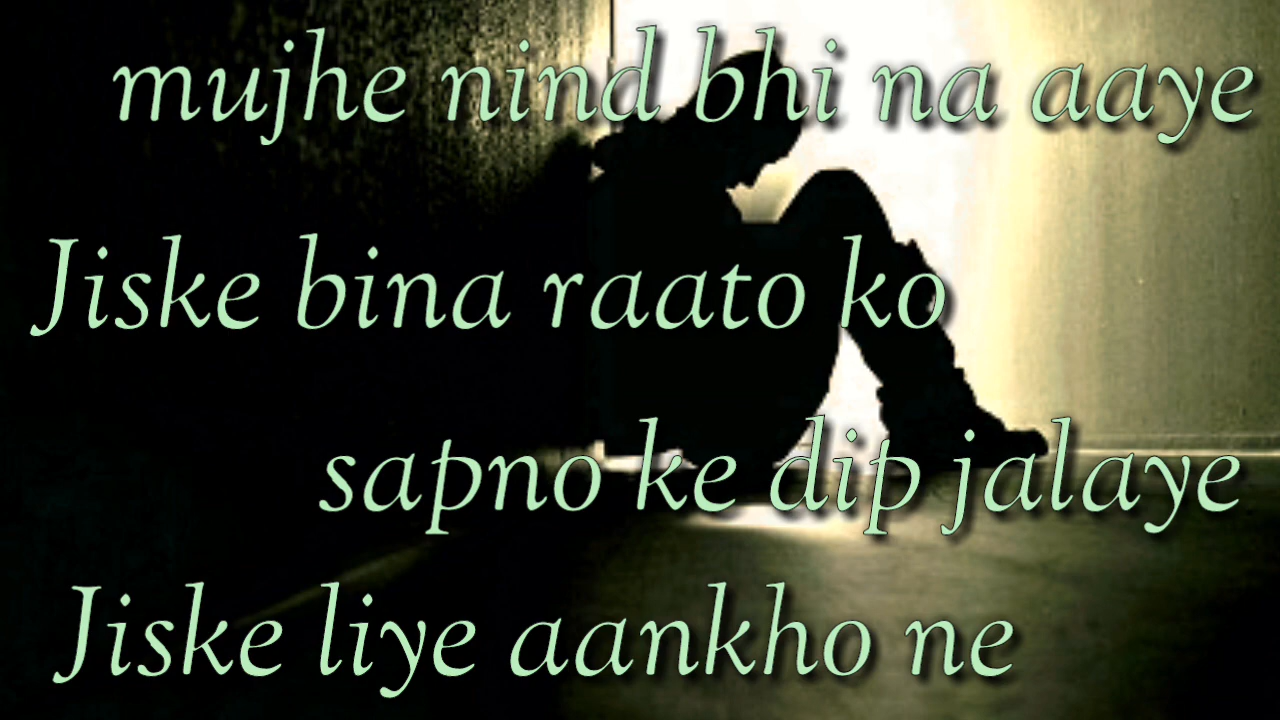 mujhe nind bhi na aaye
Jiske bina raato ko
sapno ke dip jalaye
Jiske liye aankho ne